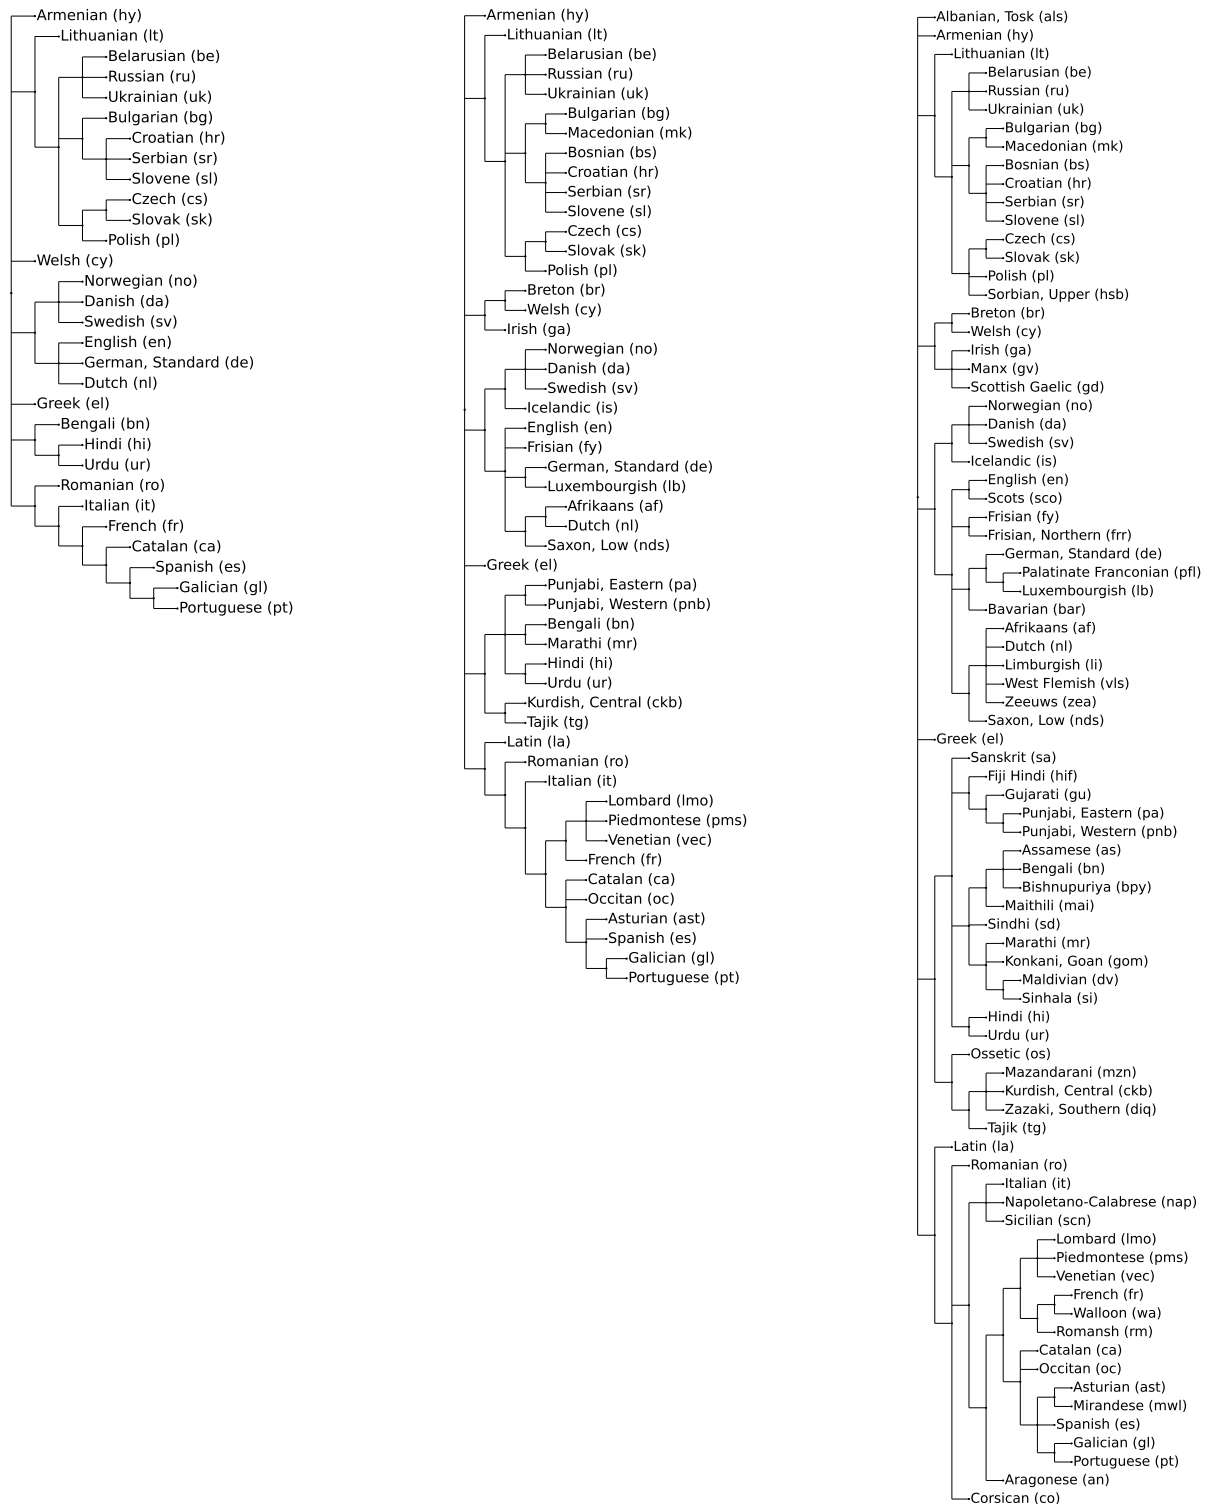 Armenian (hy)
Lithuanian (lt)
Belarusian (be)
Russian (ru)
Ukrainian (uk)
Bulgarian (bg)
Croatian (hr)
Serbian (sr)
Slovene (sl)
Czech (cs)
Slovak (sk)
Polish (pl)
Welsh (cy)
Norwegian (no)
Danish (da)
Swedish (sv)
English (en)
German, Standard (de)
Dutch (nl)
Greek (el)
Bengali (bn)
Hindi (hi)
Urdu (ur)
Romanian (ro)
Italian (it)
French (fr)
Catalan (ca)
Spanish (es)
Galician (gl)
Portuguese (pt)
Armenian (hy)
Lithuanian (lt)
Belarusian (be)
Russian (ru)
Ukrainian (uk)
Bulgarian (bg)
Macedonian (mk)
Bosnian (bs)
Croatian (hr)
Serbian (sr)
Slovene (sl)
Czech (cs)
Slovak (sk)
Polish (pl)
Breton (br)
Welsh (cy)
Irish (ga)
Norwegian (no)
Danish (da)
Swedish (sv)
Icelandic (is)
English (en)
Frisian (fy)
German, Standard (de)
Luxembourgish (lb)
Afrikaans (af)
Dutch (nl)
Saxon, Low (nds)
Greek (el)
Punjabi, Eastern (pa)
Punjabi, Western (pnb)
Bengali (bn)
Marathi (mr)
Hindi (hi)
Urdu (ur)
Kurdish, Central (ckb)
Tajik (tg)
Latin (la)
Romanian (ro)
Italian (it)
Lombard (lmo)
Piedmontese (pms)
Venetian (vec)
French (fr)
Catalan (ca)
Occitan (oc)
Asturian (ast)
Spanish (es)
Galician (gl)
Portuguese (pt)
Albanian, Tosk (als)
Armenian (hy)
Lithuanian (lt)
Belarusian (be)
Russian (ru)
Ukrainian (uk)
Bulgarian (bg)
Macedonian (mk)
Bosnian (bs)
Croatian (hr)
Serbian (sr)
Slovene (sl)
Czech (cs)
Slovak (sk)
Polish (pl)
Sorbian, Upper (hsb)
Breton (br)
Welsh (cy)
Irish (ga)
Manx (gv)
Scottish Gaelic (gd)
Norwegian (no)
Danish (da)
Swedish (sv)
Icelandic (is)
English (en)
Scots (sco)
Frisian (fy)
Frisian, Northern (frr)
German, Standard (de)
Palatinate Franconian (pfl)
Luxembourgish (lb)
Bavarian (bar)
Afrikaans (af)
Dutch (nl)
Limburgish (li)
West Flemish (vls)
Zeeuws (zea)
Saxon, Low (nds)
Greek (el)
Sanskrit (sa)
Fiji Hindi (hif)
Gujarati (gu)
Punjabi, Eastern (pa)
Punjabi, Western (pnb)
Assamese (as)
Bengali (bn)
Bishnupuriya (bpy)
Maithili (mai)
Sindhi (sd)
Marathi (mr)
Konkani, Goan (gom)
Maldivian (dv)
Sinhala (si)
Hindi (hi)
Urdu (ur)
Ossetic (os)
Mazandarani (mzn)
Kurdish, Central (ckb)
Zazaki, Southern (diq)
Tajik (tg)
Latin (la)
Romanian (ro)
Italian (it)
Napoletano-Calabrese (nap)
Sicilian (scn)
Lombard (lmo)
Piedmontese (pms)
Venetian (vec)
French (fr)
Walloon (wa)
Romansh (rm)
Catalan (ca)
Occitan (oc)
Asturian (ast)
Mirandese (mwl)
Spanish (es)
Galician (gl)
Portuguese (pt)
Aragonese (an)
Corsican (co)